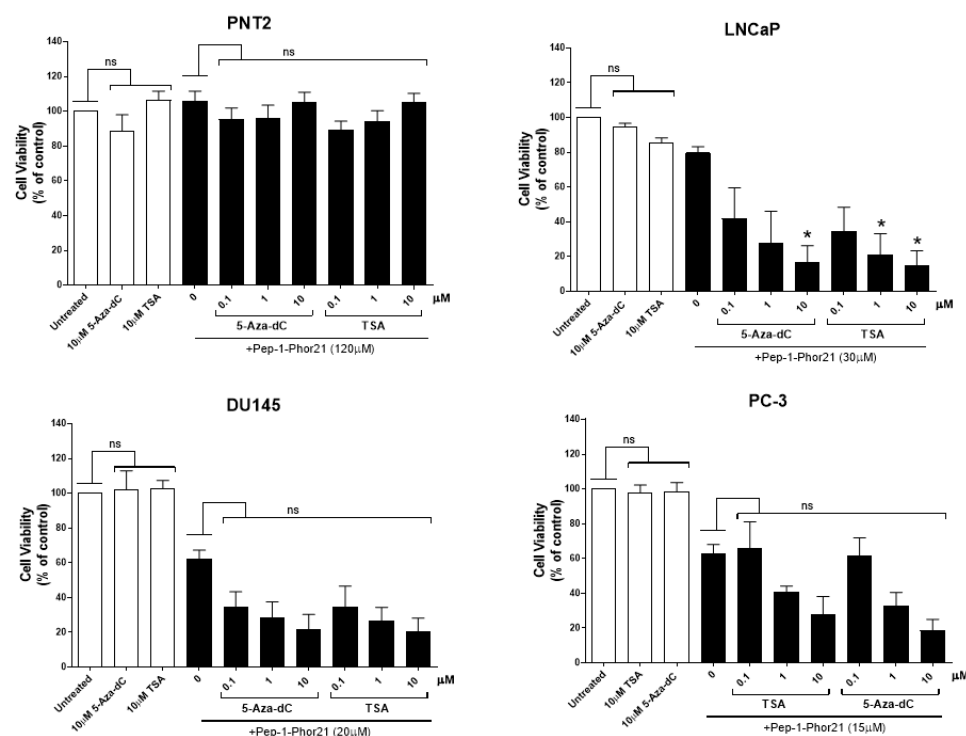 PNT2
ns
ns
140
120
100
80
60
40
20
0
Cell Viability
(% of control)
Untreated
10μM 5-Aza-dC
10μM TSA
0
0.1
1
10
0.1
1
10
μM
5-Aza-dC
TSA
+Pep-1-Phor21 (120μM)
LNCaP
ns
140
120
100
80
60
40
20
0
Cell Viability
(% of control)
*
*
*
Untreated
10μM 5-Aza-dC
10μM TSA
0
0.1
1
10
0.1
1
10
μM
5-Aza-dC
TSA
+Pep-1-Phor21 (30μM)
DU145
ns
ns
140
120
100
80
60
40
20
0
Cell Viability
(% of control)
Untreated
10μM 5-Aza-dC
10μM TSA
0
0.1
1
10
0.1
1
10
μM
5-Aza-dC
TSA
+Pep-1-Phor21 (20μM)
PC-3
ns
ns
140
120
100
80
60
40
20
0
Cell Viability
(% of control)
Untreated
10μM TSA
10μM 5-Aza-dC
0
0.1
1
10
0.1
1
10
μM
TSA
5-Aza-dC
+Pep-1-Phor21 (15μM)